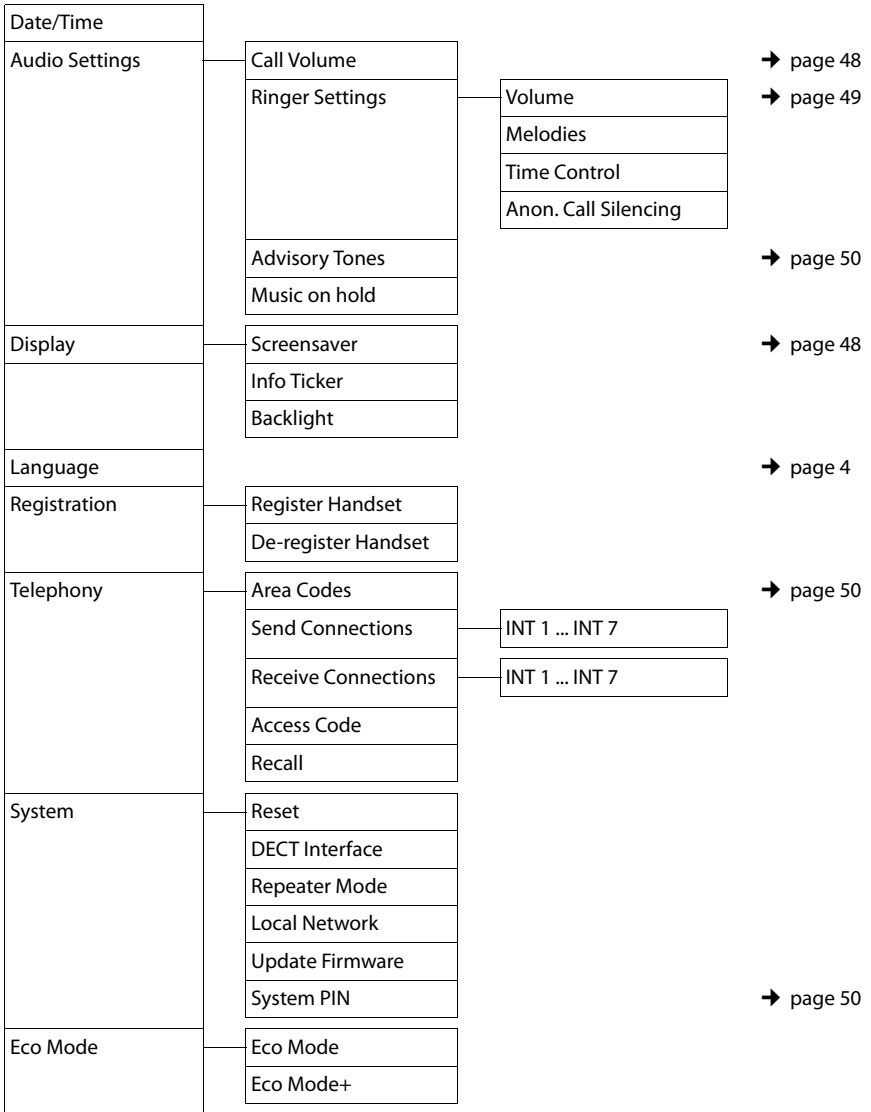 Date/Time
Audio Settings Call Volume ➔ page 48
Ringer Settings Volume ➔ page 49
Melodies
Time Control
Anon. Call Silencing
Advisory Tones ➔ page 50
Music on hold
Display Screensaver ➔ page 48
Info Ticker
Backlight
Language ➔ page 4
Registration Register Handset
De-register Handset
Telephony Area Codes ➔ page 50
Send Connections INT 1 ... INT 7
Receive Connections INT 1 ... INT 7
Access Code
Recall
System Reset
DECT Interface
Repeater Mode
Local Network
Update Firmware
System PIN ➔ page 50
Eco Mode Eco Mode
Eco Mode+